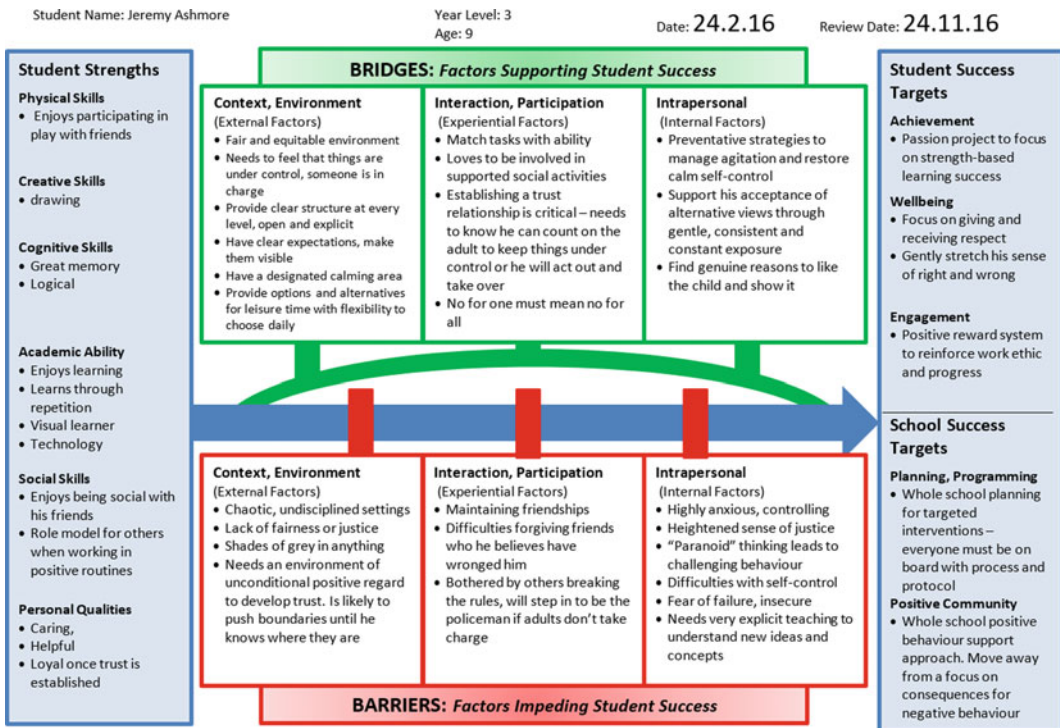 Student Name: Jeremy Ashmore
Year Level: 3
Age: 9
Date: 24.2.16
Review Date: 24.11.16
Student Strengths
Physical Skills
• Enjoys participating in
play with friends
Creative Skills
• drawing
Cognitive Skills
• Great memory
• Logical
Academic Ability
• Enjoys learning
• Learns through
repetition
• Visual learner
• Technology
Social Skills
• Enjoys being social with
his friends
• Role model for others
when working in
positive routines
Personal Qualities
• Caring,
• Helpful
• Loyal once trust is
established
BRIDGES: Factors Supporting Student Success
Context, Environment
(External Factors)
• Fair and equitable environment
• Needs to feel that things are
under control, someone is in
charge
• Provide clear structure at every
level, open and explicit
• Have clear expectations, make
them visible
• Have a designated calming area
• Provide options and alternatives
for leisure time with flexibility to
choose daily
Interaction, Participation
(Experiential Factors)
• Match tasks with ability
• Loves to be involved in
supported social activities
• Establishing a trust
relationship is critical – needs
to know he can count on the
adult to keep things under
control or he will act out and
take over
• No for one must mean no for
all
Intrapersonal
(Internal Factors)
• Preventative strategies to
manage agitation and restore
calm self-control
• Support his acceptance of
alternative views through
gentle, consistent and
constant exposure
• Find genuine reasons to like
the child and show it
Context, Environment
(External Factors)
• Chaotic, undisciplined settings
• Lack of fairness or justice
• Shades of grey in anything
• Needs an environment of
unconditional positive regard
to develop trust. Is likely to
push boundaries until he
knows where they are
Interaction, Participation
(Experiential Factors)
• Maintaining friendships
• Difficulties forgiving friends
who he believes have
wronged him
• Bothered by others breaking
the rules, will step in to be the
policeman if adults don't take
charge
Intrapersonal
(Internal Factors)
• Highly anxious, controlling
• Heightened sense of justice
• "Paranoid" thinking leads to
challenging behaviour
• Difficulties with self-control
• Fear of failure, insecure
• Needs very explicit teaching to
understand new ideas and
concepts
BARRIERS: Factors Impeding Student Success
Student Success
Targets
Achievement
• Passion project to focus
on strength-based
learning success
Wellbeing
• Focus on giving and
receiving respect
• Gently stretch his sense
of right and wrong
Engagement
• Positive reward system
to reinforce work ethic
and progress
School Success
Targets
Planning, Programming
• Whole school planning
for targeted
interventions –
everyone must be on
board with process and
protocol
Positive Community
• Whole school positive
behaviour support
approach. Move away
from a focus on
consequences for
negative behaviour